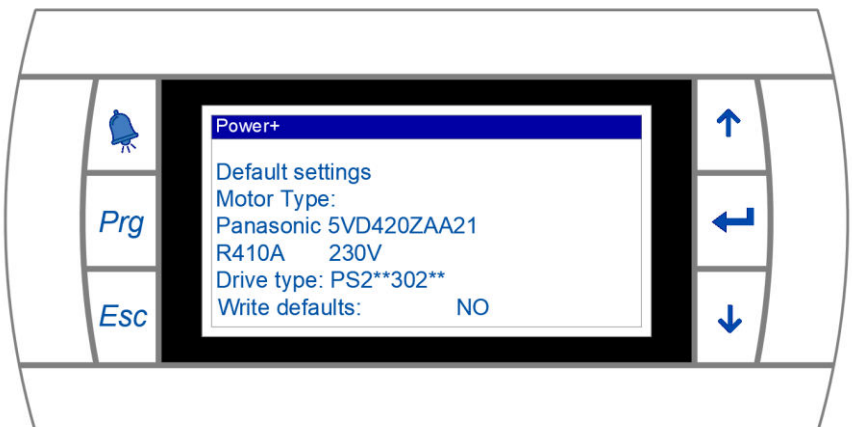 Power+
Default settings
Motor Type:
Panasonic 5VD420ZAA21
R410A 230V
Drive type: PS2**302**
Write defaults: NO
Prg
Esc